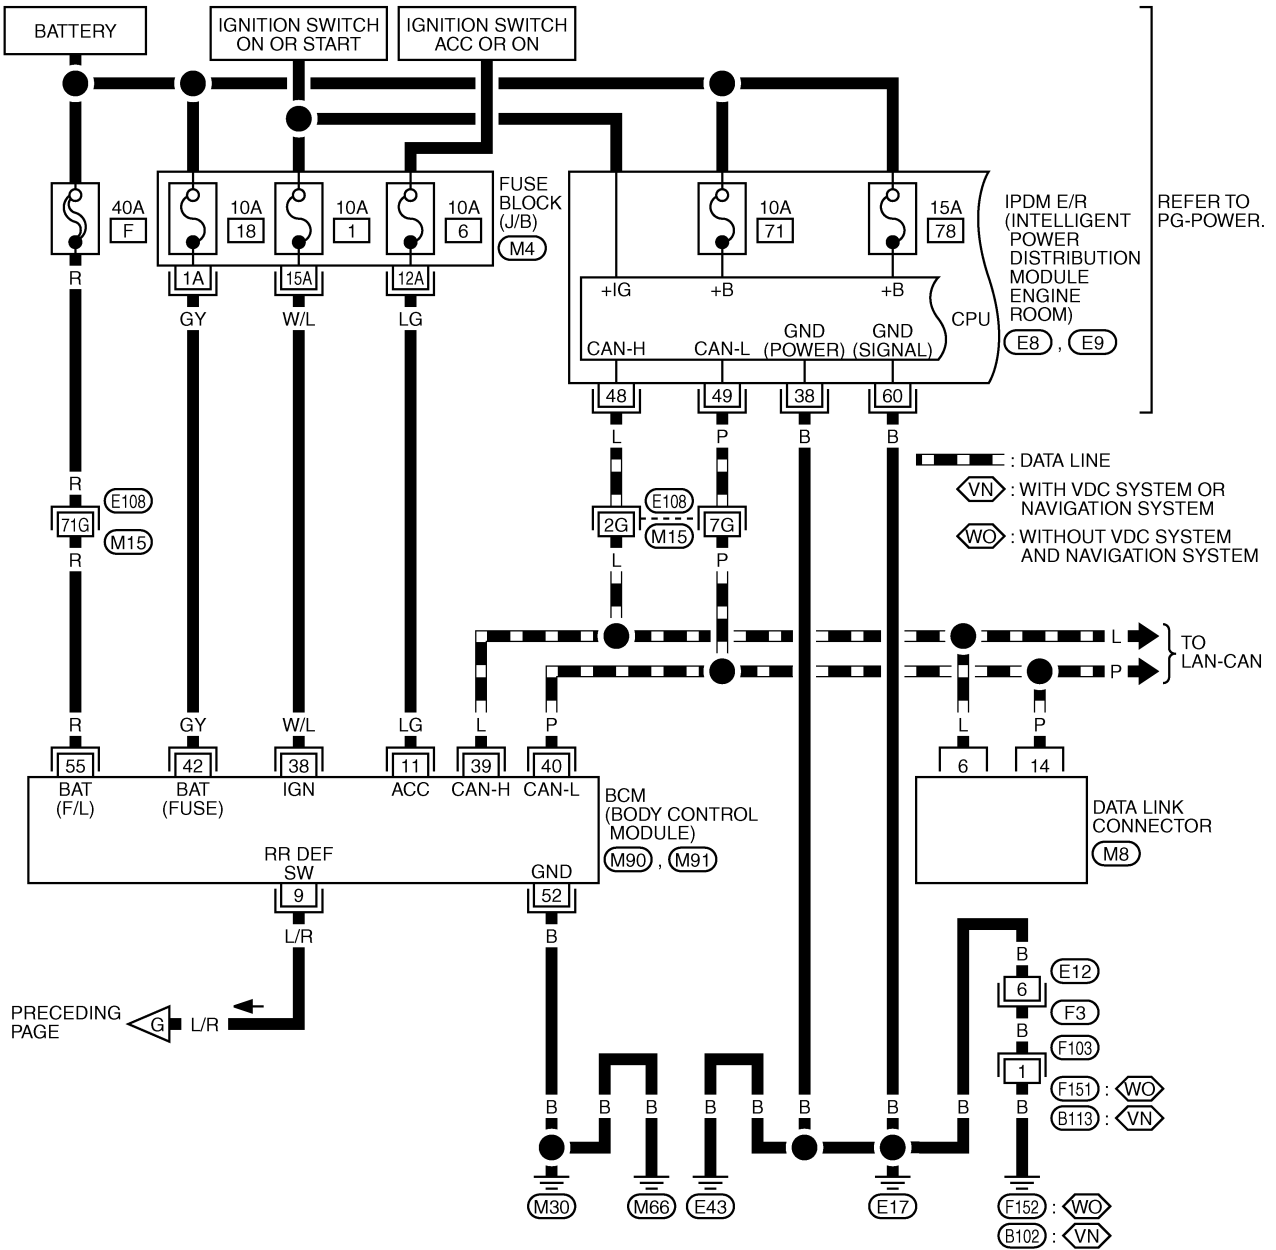 BATTERY
IGNITION SWITCH
ON OR START
IGNITION SWITCH
ACC OR ON
40A
F
10A
18
10A
1
10A
6
FUSE
BLOCK
(J/B)
M4
10A
71
15A
78
IPDM E/R
(INTELLIGENT
POWER
DISTRIBUTION
MODULE
ENGINE
ROOM)
E8 , E9
REFER TO
PG-POWER.
R
1A
15A
12A
GY
W/L
LG
+IG
+B
+B
CPU
CAN-H
CAN-L
GND
(POWER)
GND
(SIGNAL)
48
49
38
60
L
P
B
B
: DATA LINE
VN : WITH VDC SYSTEM OR
NAVIGATION SYSTEM
WO : WITHOUT VDC SYSTEM
AND NAVIGATION SYSTEM
R
71G
E108
M15
R
2G
E108
M15
7G
L
P
L
P
TO
LAN-CAN
R
GY
W/L
LG
L
P
L
P
55
42
38
11
39
40
6
14
BAT
(F/L)
BAT
(FUSE)
IGN
ACC
CAN-H
CAN-L
BCM
(BODY CONTROL
MODULE)
M90 , M91
DATA LINK
CONNECTOR
M8
RR DEF
SW
GND
9
52
L/R
B
PRECEDING
PAGE
G
L/R
B
E12
6
F3
B
F103
1
F151 : WO
B113 : VN
B
B
B
B
B
B
B
B
B
M30
M66
E43
E17
F152 : WO
B102 : VN